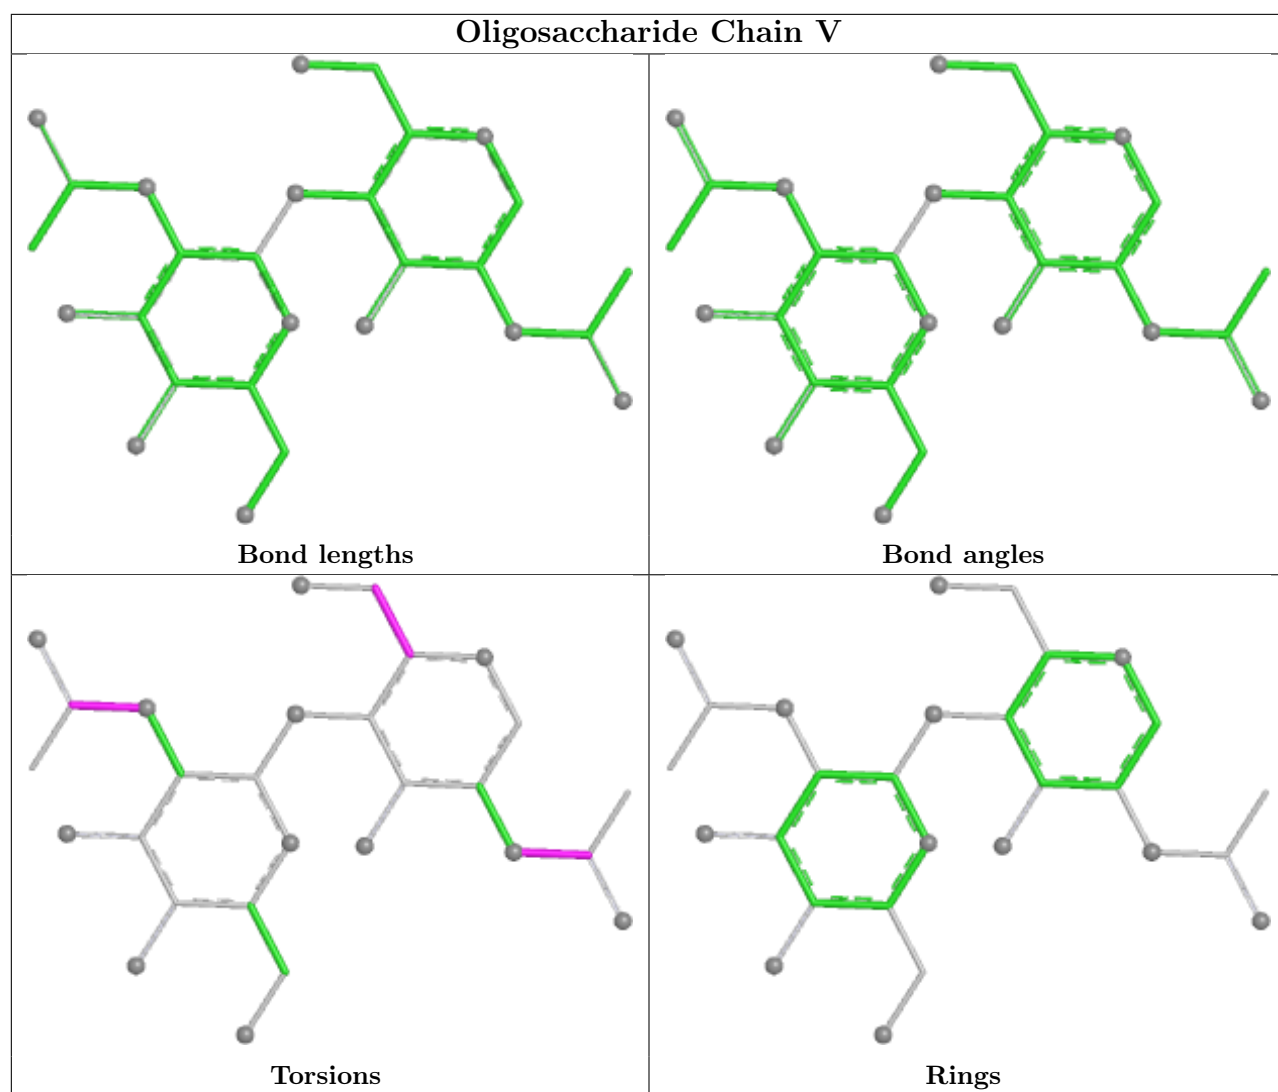 Oligosaccharide Chain V
Bond lengths
Bond angles
Torsions
Rings